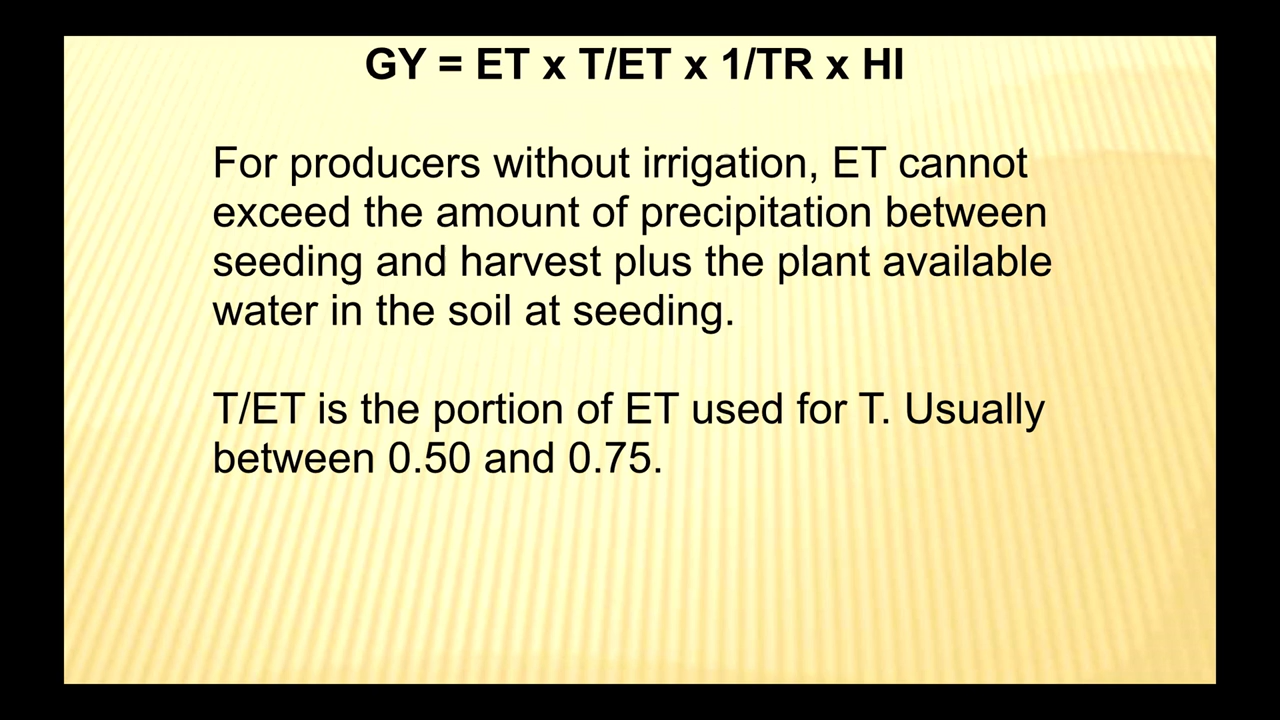 GY = ET x T/ET x 1/TR x HI
For producers without irrigation, ET cannot
exceed the amount of precipitation between
seeding and harvest plus the plant available
water in the soil at seeding.
T/ET is the portion of ET used for T. Usually
between 0.50 and 0.75.